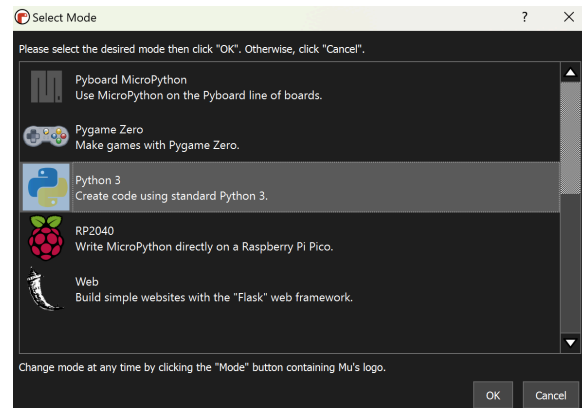 Select Mode
Please select the desired mode then click "OK". Otherwise, click "Cancel".
Pyboard MicroPython
Use MicroPython on the Pyboard line of boards.
Pygame Zero
Make games with Pygame Zero.
Python 3
Create code using standard Python 3.
RP2040
Write MicroPython directly on a Raspberry Pi Pico.
Web
Build simple websites with the "Flask" web framework.
Change mode at any time by clicking the "Mode" button containing Mu's logo.
OK Cancel